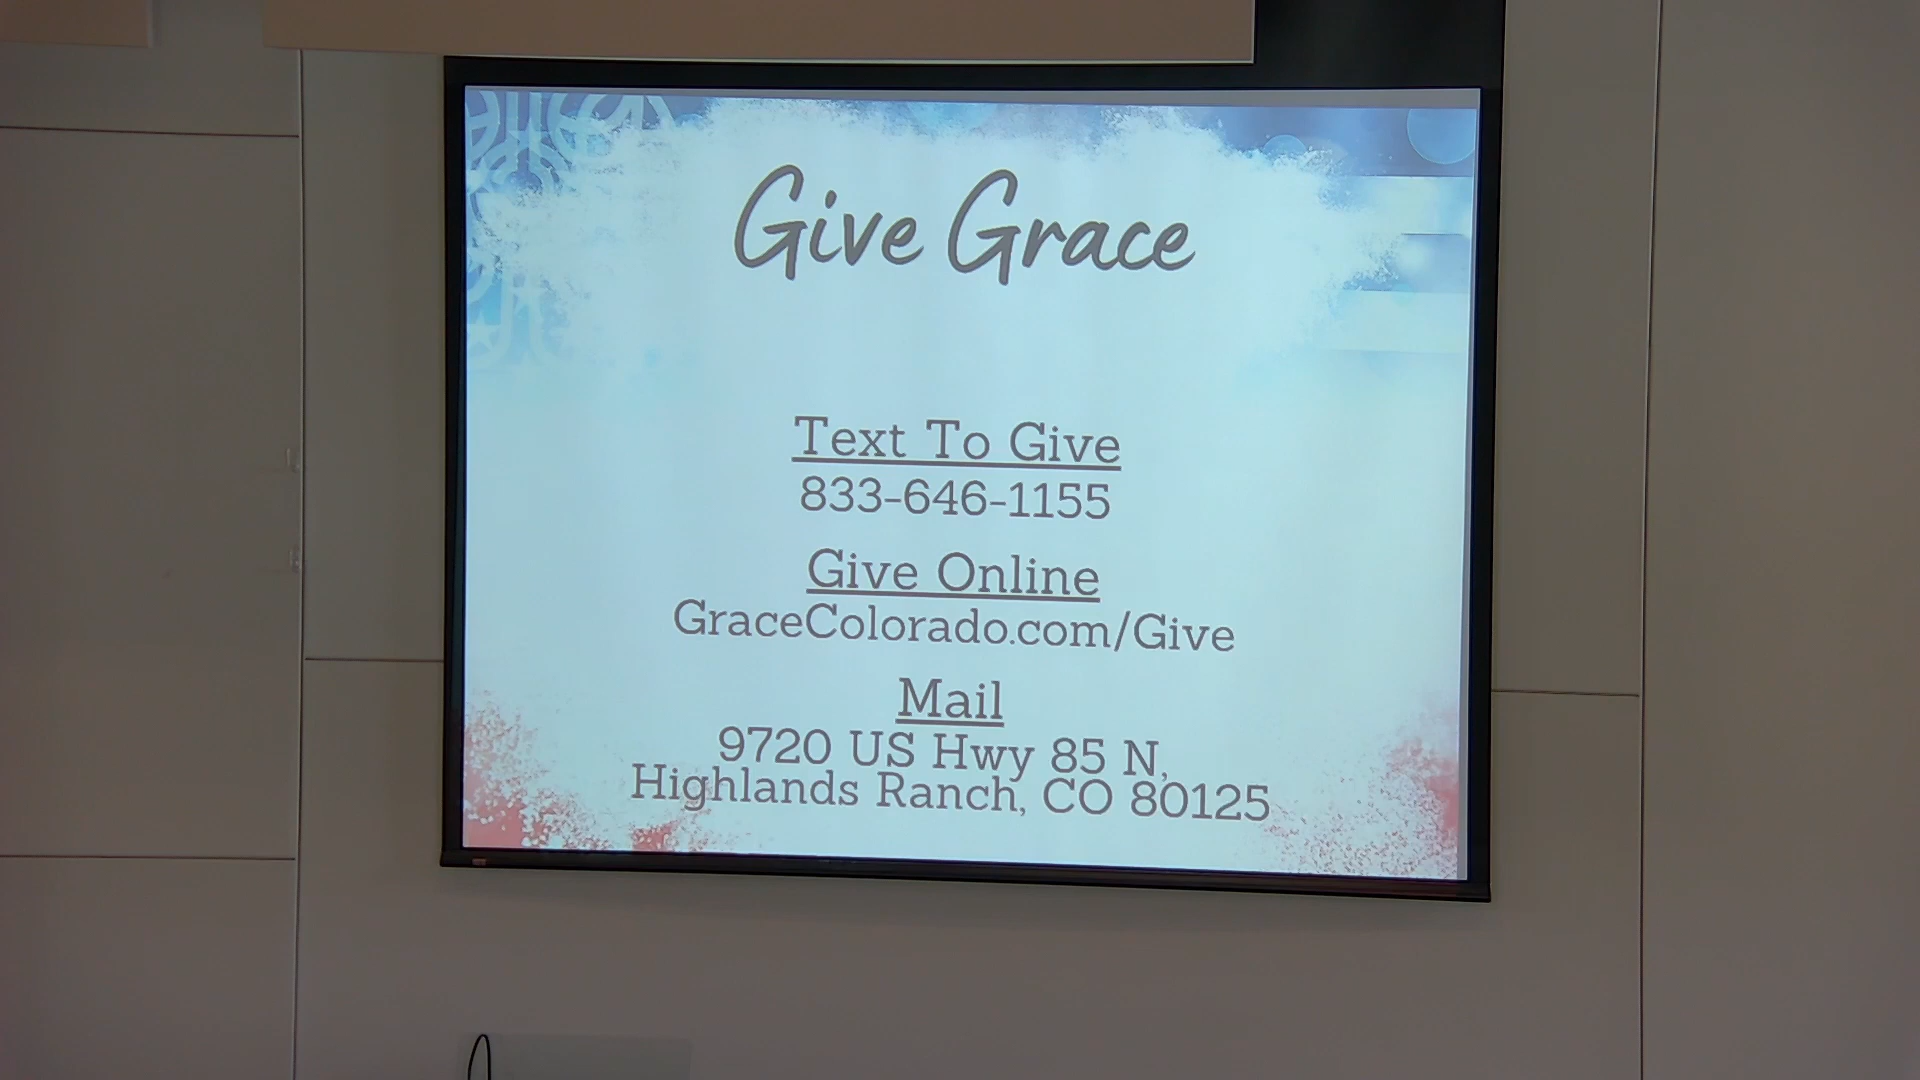 Give Grace
Text To Give
833-646-1155
Give Online
GraceColorado.com/Give
Mail
9720 US Hwy 85 N,
Highlands Ranch, CO 80125